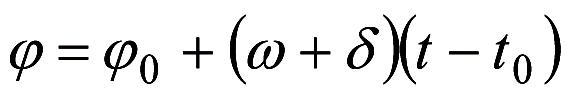 φ = φ₀ + (ω + δ)(t − t₀)